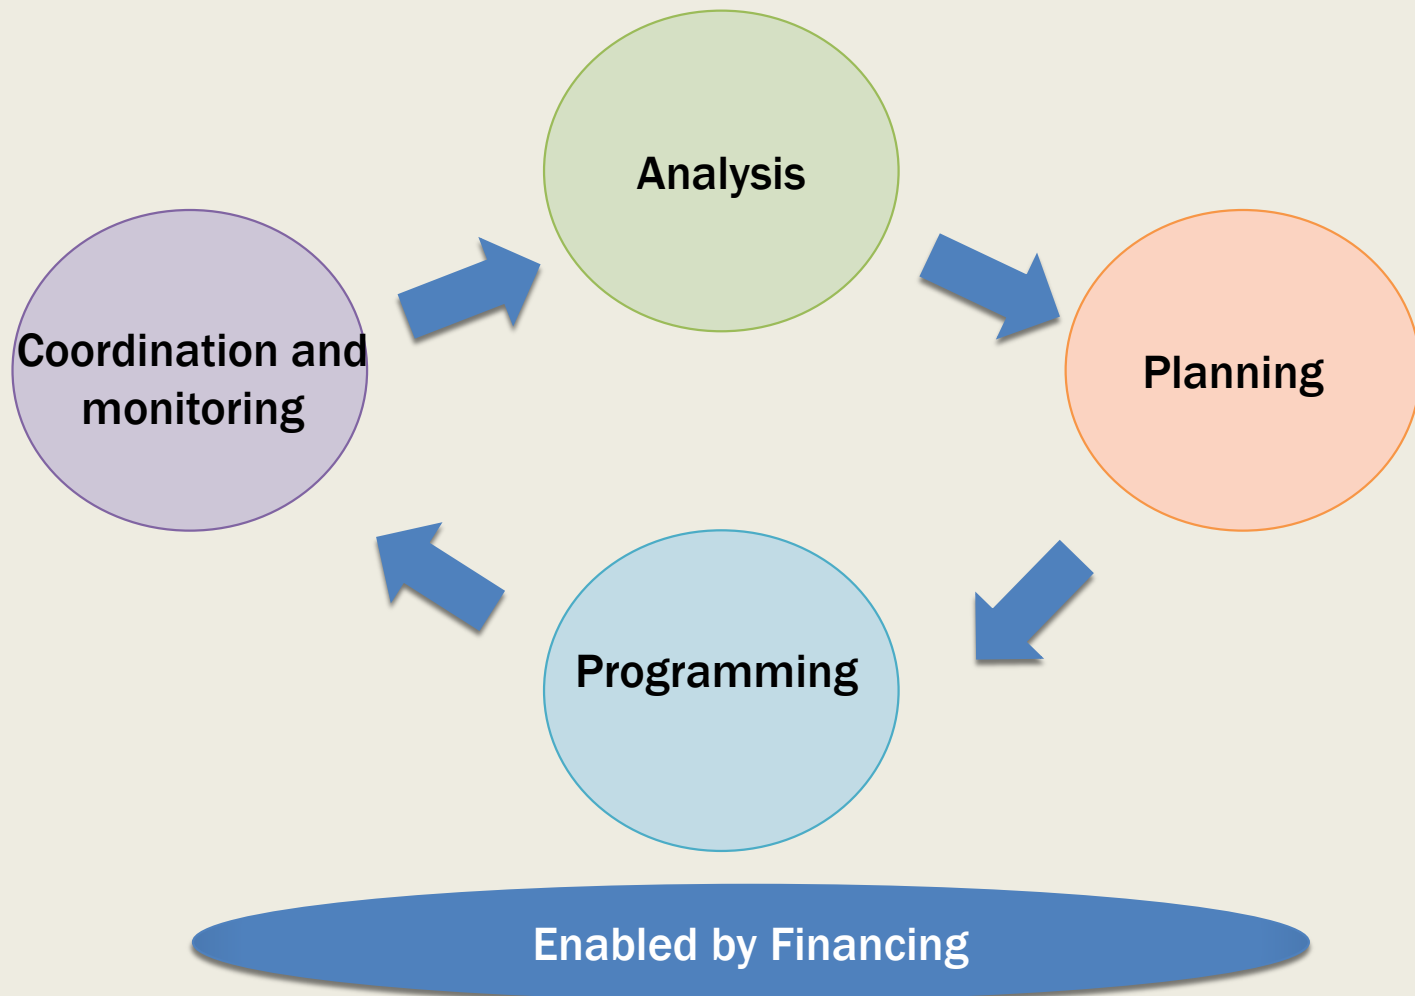 Analysis
Coordination and
monitoring
Planning
Programming
Enabled by Financing